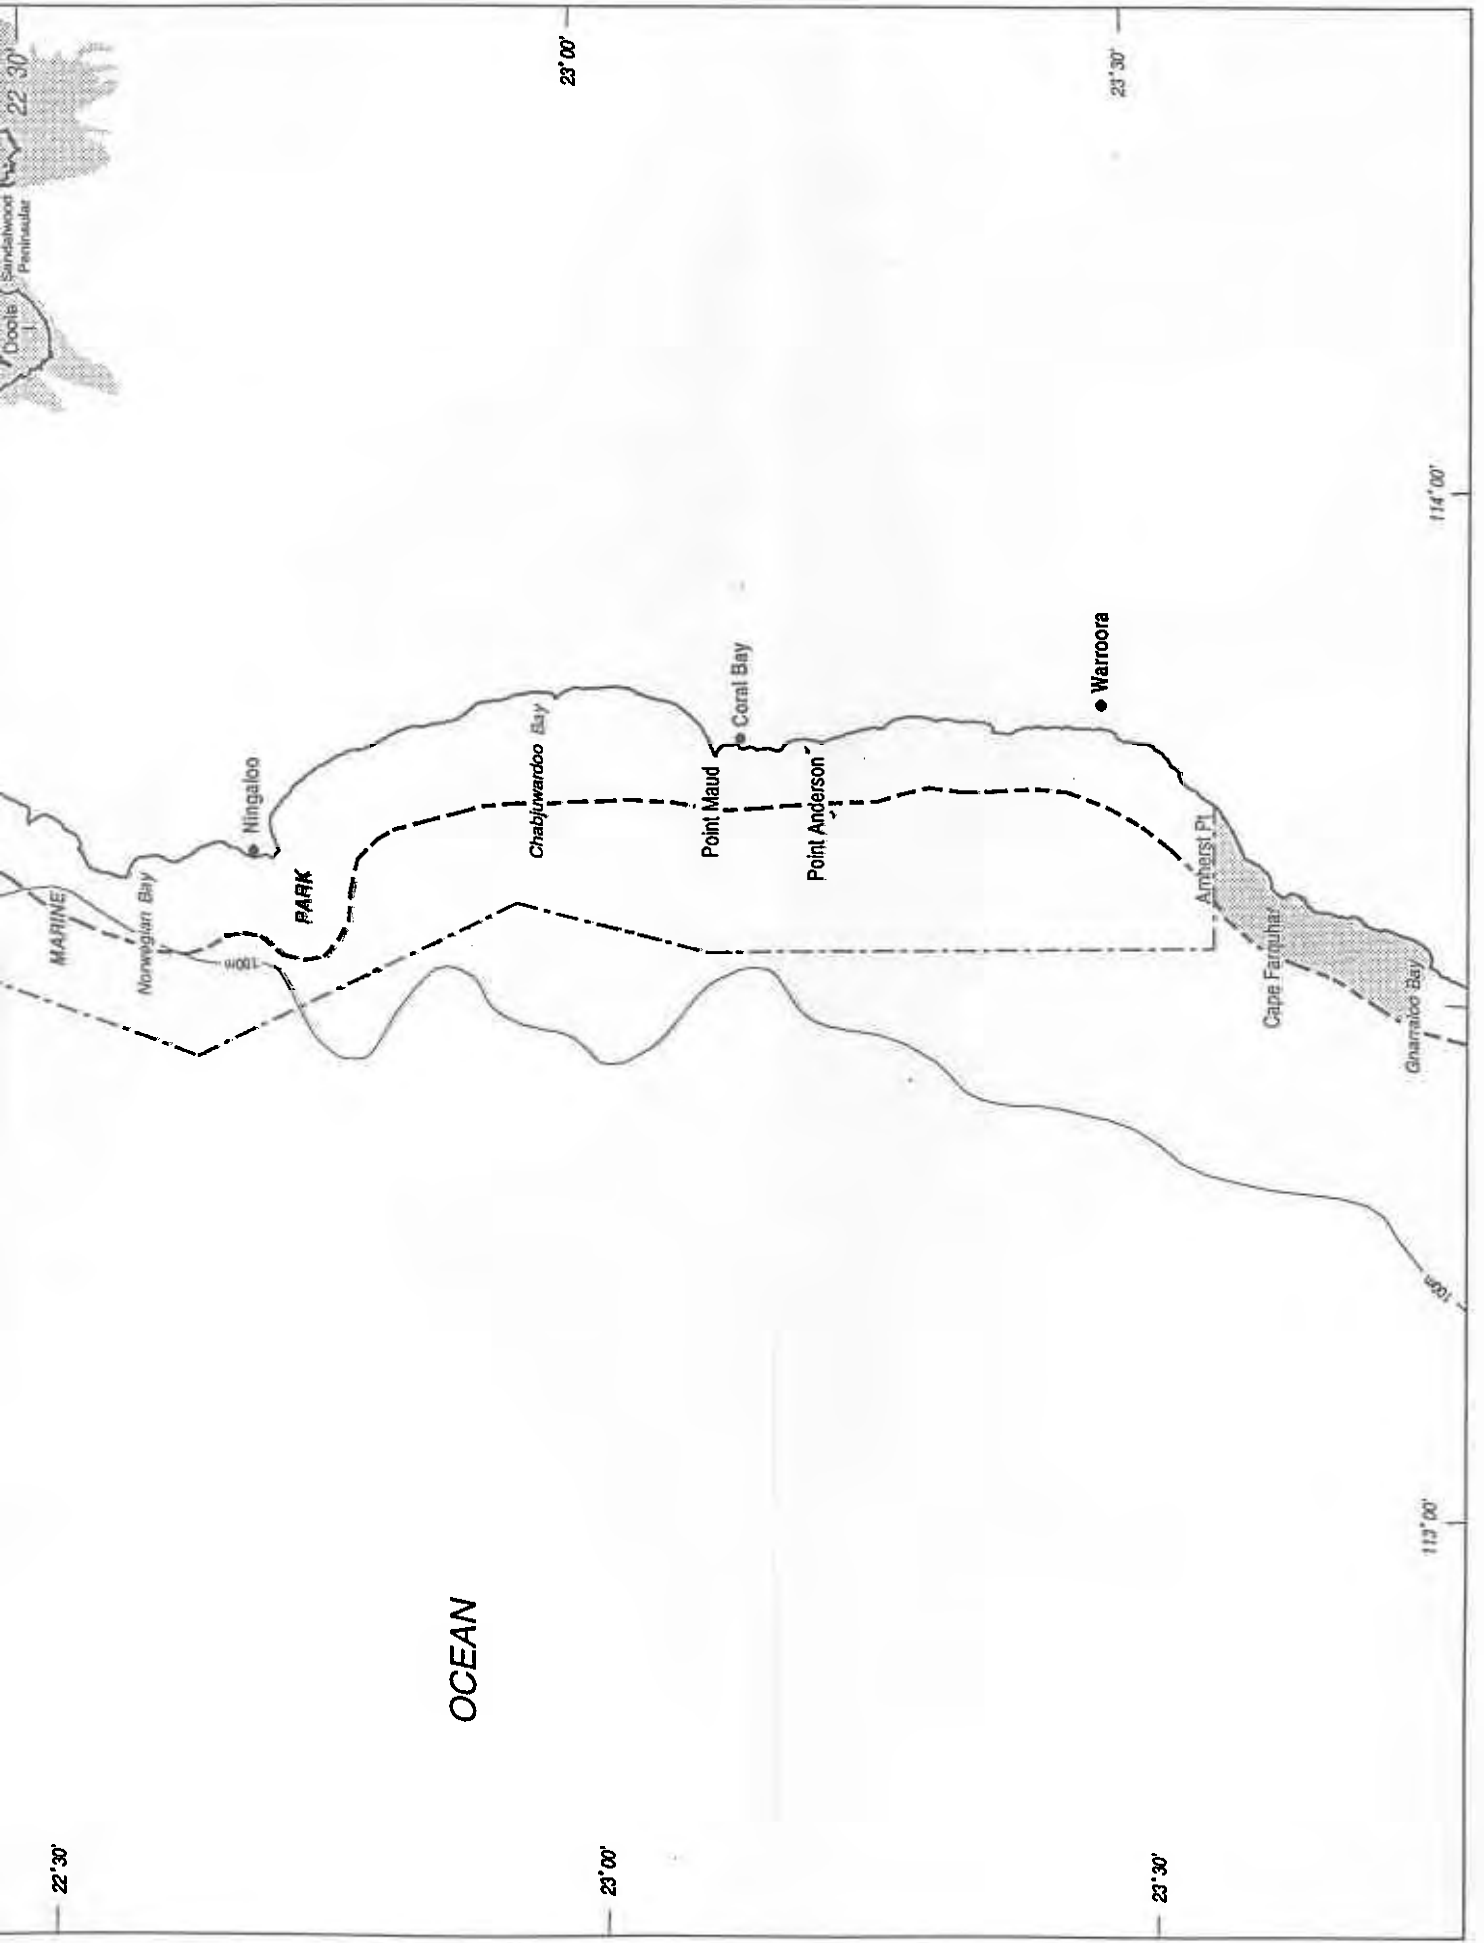 22 30'
Sandalwood
Peninsular
Doole
I.
23°00'
23°30'
114°00'
Warroora
Coral Bay
Ningaloo
Chabjuwardoo Bay
Point Maud
Point Anderson
Amherst Pt
PARK
MARINE
Norwegian Bay
100m
Cape Farquhar
Gnarraloo Bay
100m
113°00'
OCEAN
22°30'
23°00'
23°30'